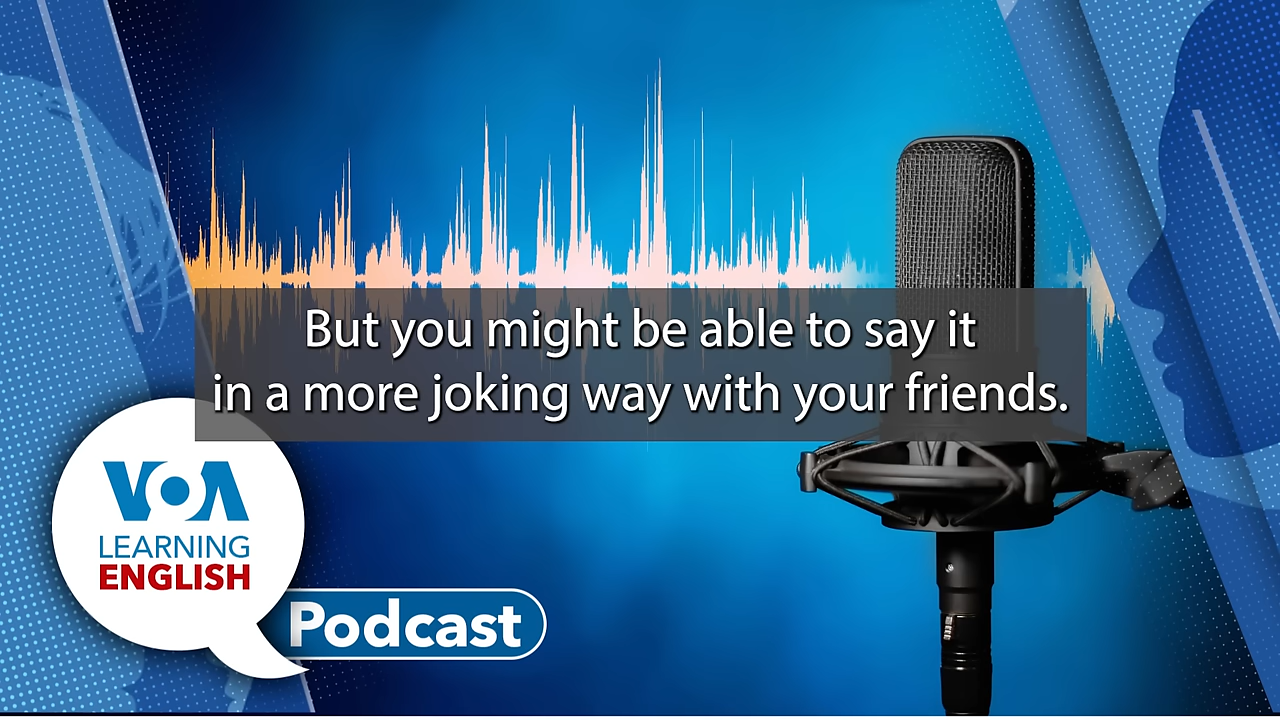 But you might be able to say it
in a more joking way with your friends.
VOA
LEARNING
ENGLISH
Podcast